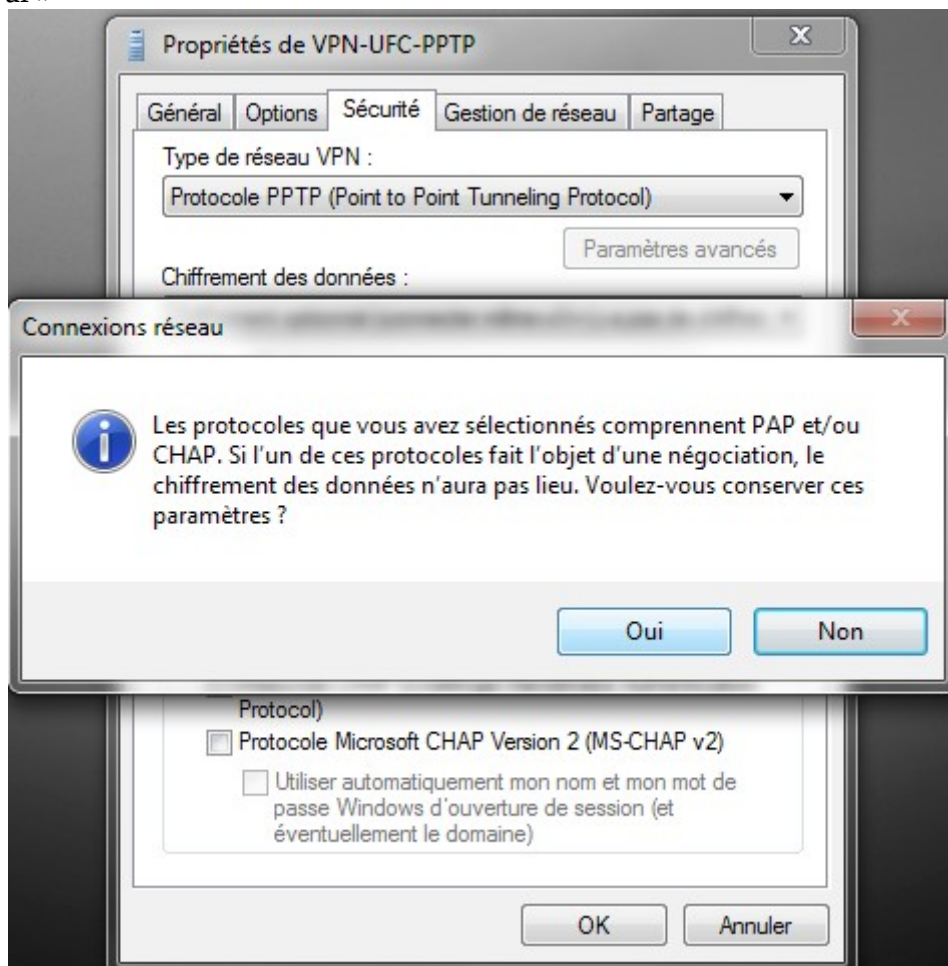 Propriétés de VPN-UFC-PPTP
Général Options Sécurité Gestion de réseau Partage
Type de réseau VPN :
Protocole PPTP (Point to Point Tunneling Protocol)
Paramètres avancés
Chiffrement des données :
Connexions réseau
Les protocoles que vous avez sélectionnés comprennent PAP et/ou
CHAP. Si l'un de ces protocoles fait l'objet d'une négociation, le
chiffrement des données n'aura pas lieu. Voulez-vous conserver ces
paramètres ?
Oui Non
Protocol)
Protocole Microsoft CHAP Version 2 (MS-CHAP v2)
Utiliser automatiquement mon nom et mon mot de
passe Windows d'ouverture de session (et
éventuellement le domaine)
OK Annuler